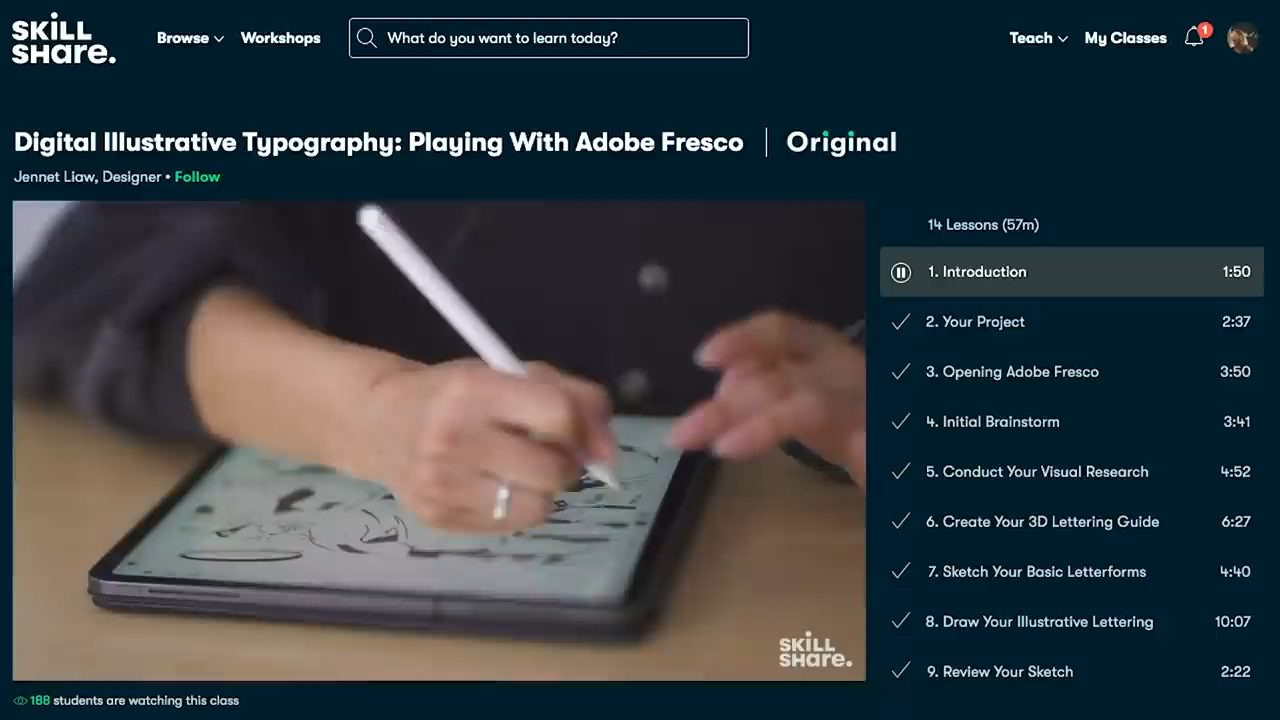 SKiLL
SHare.
Browse
Workshops
What do you want to learn today?
Teach
My Classes
1
Digital Illustrative Typography: Playing With Adobe Fresco | Original
Jennet Liaw, Designer • Follow
14 Lessons (57m)
1. Introduction 1:50
2. Your Project 2:37
3. Opening Adobe Fresco 3:50
4. Initial Brainstorm 3:41
5. Conduct Your Visual Research 4:52
6. Create Your 3D Lettering Guide 6:27
7. Sketch Your Basic Letterforms 4:40
8. Draw Your Illustrative Lettering 10:07
9. Review Your Sketch 2:22
SKiLL
SHare.
188 students are watching this class